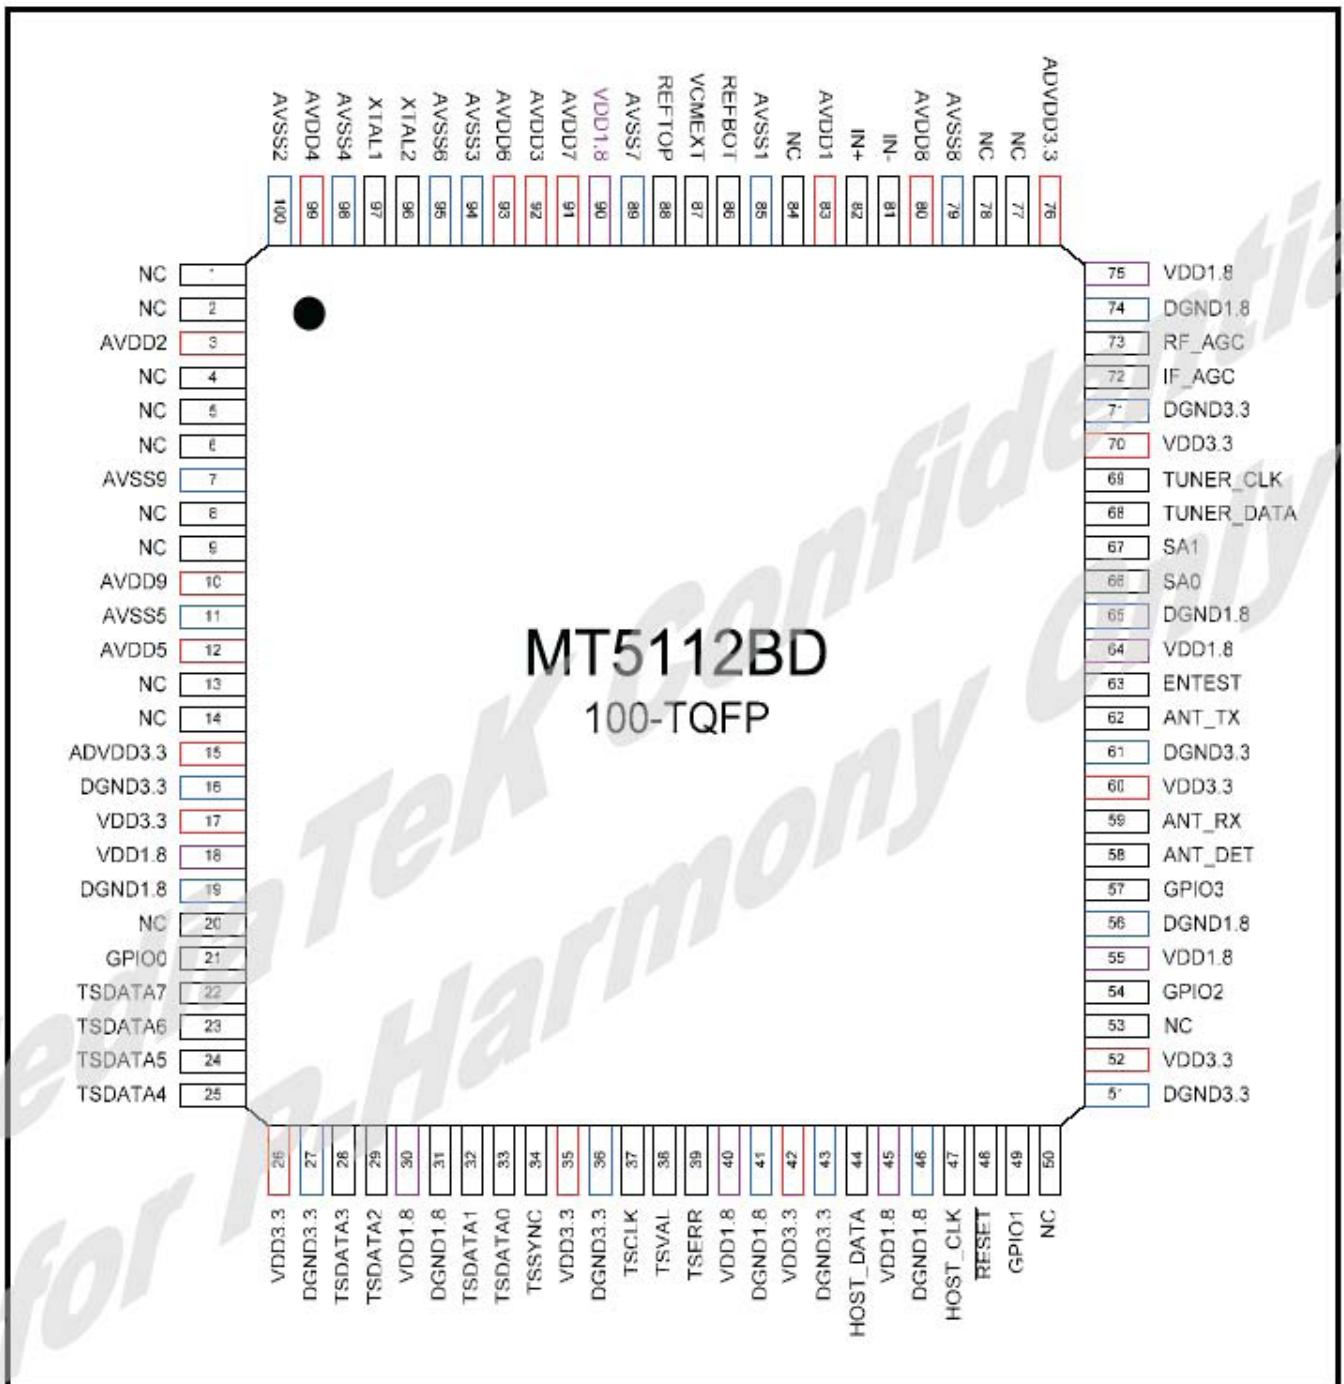 AVSS2 AVDD4 AVSS4 XTAL1 XTAL2 AVSS6 AVSS3 AVDD6 AVDD3 AVDD7 VDD1.8 AVSS7 REFTOP VCMEXT REFBOT AVSS1 NC AVDD1 IN+ IN- AVDD8 AVSS8 NC NC ADVDD3.3
100 99 98 97 96 95 94 93 92 91 90 89 88 87 86 85 84 83 82 81 80 79 78 77 76
NC 1
NC 2
AVDD2 3
NC 4
NC 5
NC 6
AVSS9 7
NC 8
NC 9
AVDD9 10
AVSS5 11
AVDD5 12
NC 13
NC 14
ADVDD3.3 15
DGND3.3 16
VDD3.3 17
VDD1.8 18
DGND1.8 19
NC 20
GPIO0 21
TSDATA7 22
TSDATA6 23
TSDATA5 24
TSDATA4 25
MT5112BD
100-TQFP
75 VDD1.8
74 DGND1.8
73 RF_AGC
72 IF_AGC
71 DGND3.3
70 VDD3.3
69 TUNER_CLK
68 TUNER_DATA
67 SA1
66 SA0
65 DGND1.8
64 VDD1.8
63 ENTEST
62 ANT_TX
61 DGND3.3
60 VDD3.3
59 ANT_RX
58 ANT_DET
57 GPIO3
56 DGND1.8
55 VDD1.8
54 GPIO2
53 NC
52 VDD3.3
51 DGND3.3
26 27 28 29 30 31 32 33 34 35 36 37 38 39 40 41 42 43 44 45 46 47 48 49 50
VDD3.3 DGND3.3 TSDATA3 TSDATA2 VDD1.8 DGND1.8 TSDATA1 TSDATA0 TSSYNC VDD3.3 DGND3.3 TSCLK TSVAL TSERR VDD1.8 DGND1.8 VDD3.3 DGND3.3 HOST_DATA VDD1.8 DGND1.8 HOST_CLK RESET GPIO1 NC
ediaTeK Confidentia
for P-Harmony Only